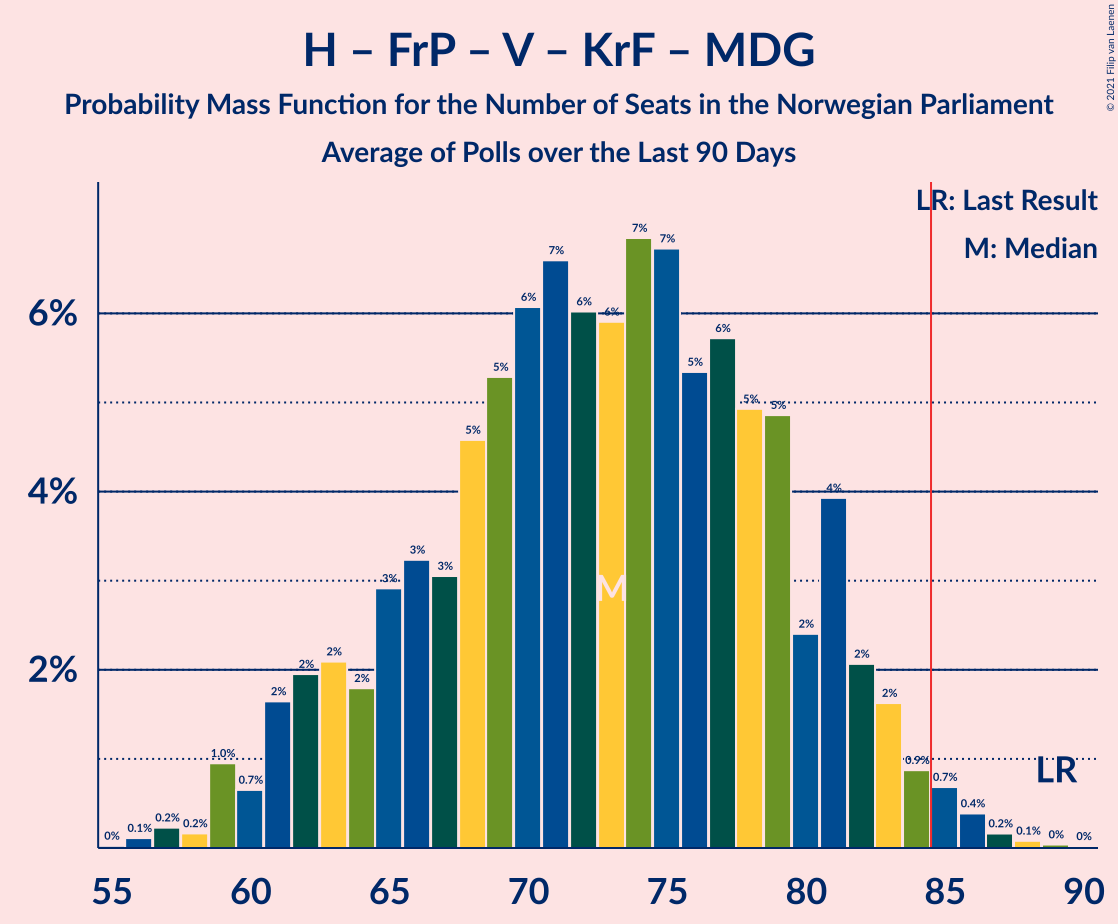 H – FrP – V – KrF – MDG
Probability Mass Function for the Number of Seats in the Norwegian Parliament
Average of Polls over the Last 90 Days
© 2021 Filip van Laenen
LR: Last Result
M: Median
6%
4%
2%
0% 0.1% 0.2% 0.2% 1.0% 0.7% 2% 2% 2% 2% 3% 3% 3% 5% 5% 6% 7% 6% 6% 7% 7% 5% 6% 5% 5% 2% 4% 2% 2% 0.9% 0.7% 0.4% 0.2% 0.1% 0% 0%
M
LR
55 60 65 70 75 80 85 90